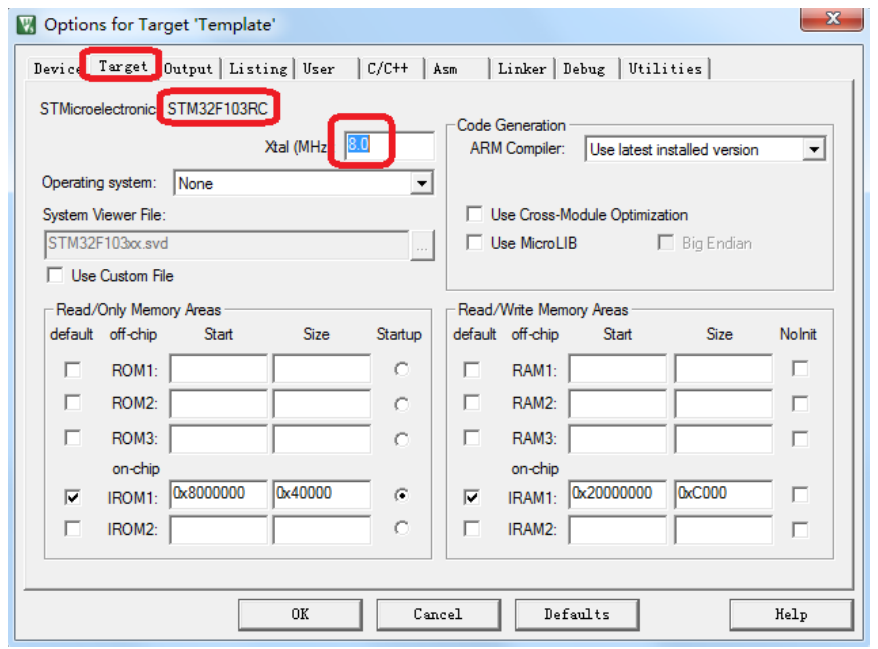 Options for Target 'Template'
Device Target Output Listing User C/C++ Asm Linker Debug Utilities
STMicroelectronic STM32F103RC
Xtal (MHz 8.0
Operating system: None
System Viewer File:
STM32F103xx.svd ...
Use Custom File
Code Generation
ARM Compiler: Use latest installed version
Use Cross-Module Optimization
Use MicroLIB Big Endian
Read/Only Memory Areas
default off-chip Start Size Startup
ROM1:
ROM2:
ROM3:
on-chip
IROM1: 0x8000000 0x40000
IROM2:
Read/Write Memory Areas
default off-chip Start Size NoInit
RAM1:
RAM2:
RAM3:
on-chip
IRAM1: 0x20000000 0xC000
IRAM2:
OK Cancel Defaults Help